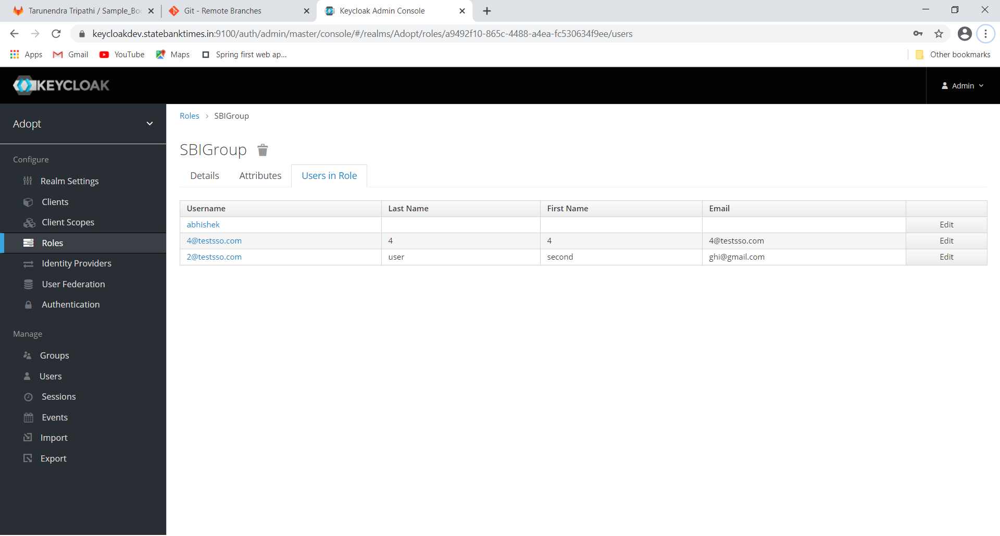 Tarunendra Tripathi / Sample_Boo
Git - Remote Branches
Keycloak Admin Console
keycloakdev.statebanktimes.in:9100/auth/admin/master/console/#/realms/Adopt/roles/a9492f10-865c-4488-a4ea-fc530634f9ee/users
Apps
Gmail
YouTube
Maps
Spring first web ap...
Other bookmarks
KEYCLOAK
Admin
Adopt
Configure
Realm Settings
Clients
Client Scopes
Roles
Identity Providers
User Federation
Authentication
Manage
Groups
Users
Sessions
Events
Import
Export
Roles > SBIGroup
SBIGroup
Details Attributes Users in Role
Username Last Name First Name Email
abhishek Edit
4@testsso.com 4 4 4@testsso.com Edit
2@testsso.com user second ghi@gmail.com Edit